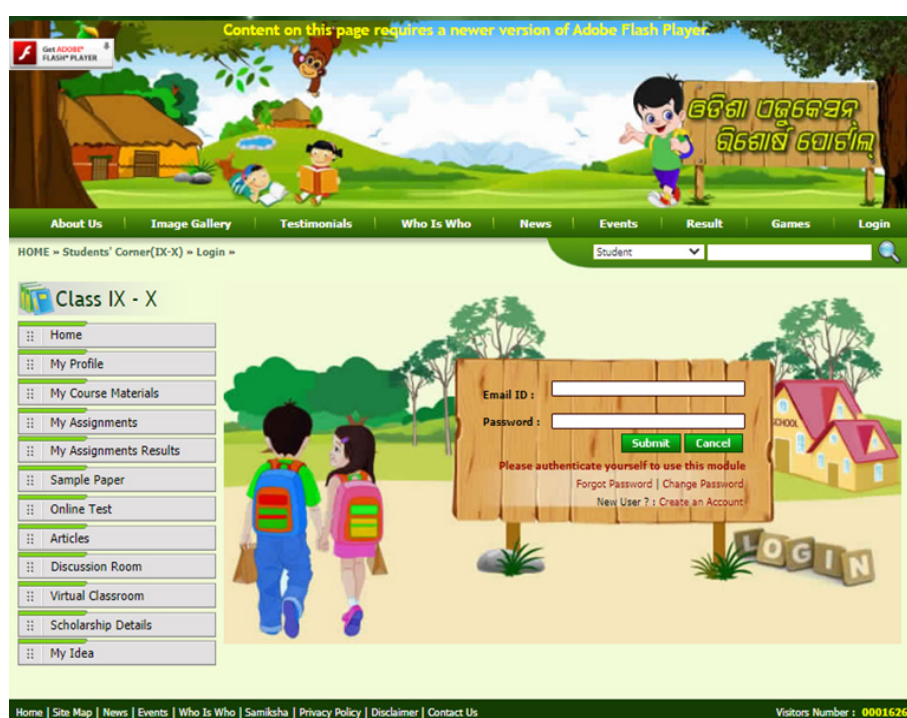 Content on this page requires a newer version of Adobe Flash Player.
Get ADOBE®
FLASH® PLAYER
ଓଡିଶା ଏଜୁକେସନ୍
ରିଶୋର୍ଷ ପୋର୍ଟାଲ୍
About Us | Image Gallery | Testimonials | Who Is Who | News | Events | Result | Games | Login
HOME » Students' Corner(IX-X) » Login »
Student
Class IX - X
Home
My Profile
My Course Materials
My Assignments
My Assignments Results
Sample Paper
Online Test
Articles
Discussion Room
Virtual Classroom
Scholarship Details
My Idea
Email ID :
Password :
Submit Cancel
Please authenticate yourself to use this module
Forgot Password | Change Password
New User ? : Create an Account
SCHOOL
LOGIN
Home | Site Map | News | Events | Who Is Who | Samiksha | Privacy Policy | Disclaimer | Contact Us
Visitors Number : 0001626